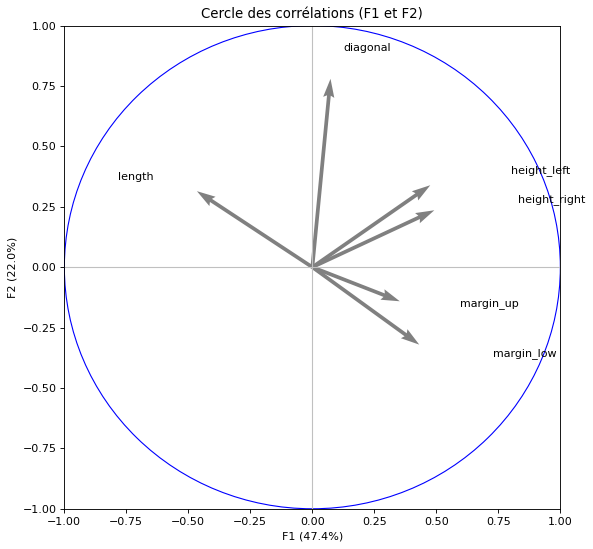 Cercle des corrélations (F1 et F2)
1.00
diagonal
0.75
0.50
height_left
length
height_right
0.25
F2 (22.0%)
0.00
margin_up
−0.25
margin_low
−0.50
−0.75
−1.00
−1.00 −0.75 −0.50 −0.25 0.00 0.25 0.50 0.75 1.00
F1 (47.4%)